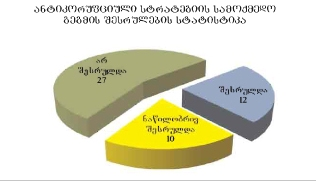 ანტიკორუფციული სტრატეგიის სამოქმედო
გეგმის შესრულების სტატისტიკა
არ
შესრულდა
27
შესრულდა
12
ნაწილობრივ
შესრულდა
10